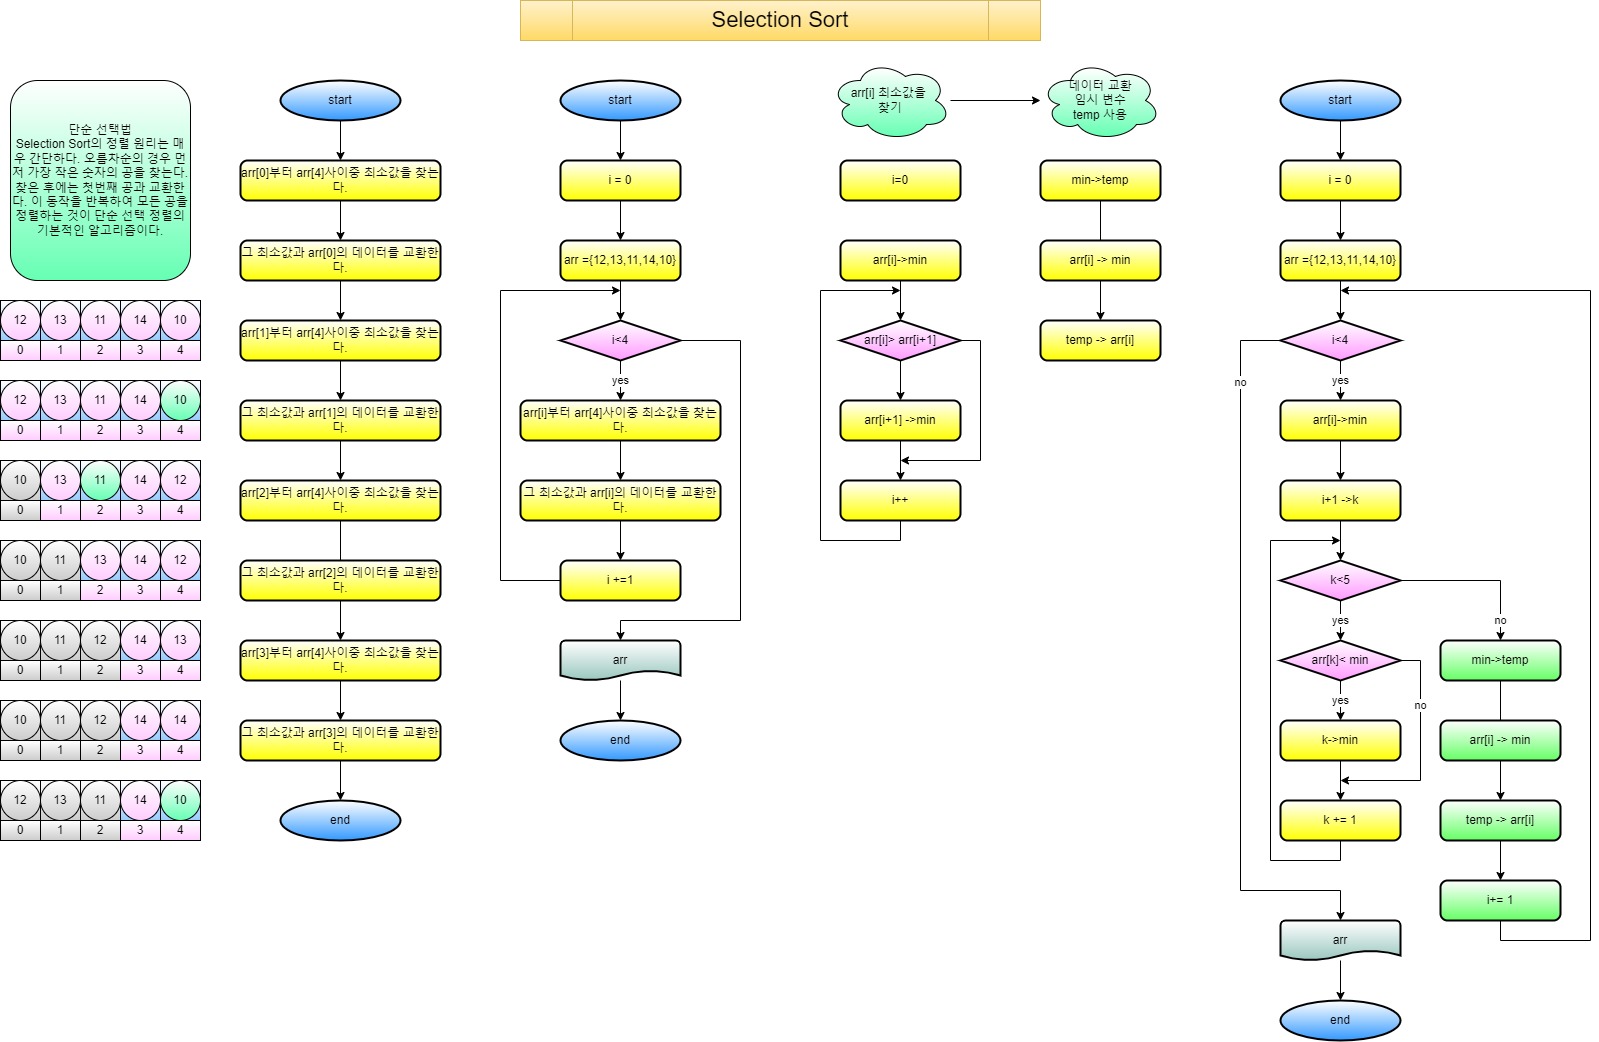 Selection Sort
단순 선택법
Selection Sort의 정렬 원리는 매
우 간단하다. 오름차순의 경우 먼
저 가장 작은 숫자의 공을 찾는다.
찾은 후에는 첫번째 공과 교환한
다. 이 동작을 반복하여 모든 공을
정렬하는 것이 단순 선택 정렬의
기본적인 알고리즘이다.
12 13 11 14 10
0 1 2 3 4
12 13 11 14 10
0 1 2 3 4
10 13 11 14 12
0 1 2 3 4
10 11 13 14 12
0 1 2 3 4
10 11 12 14 13
0 1 2 3 4
10 11 12 14 14
0 1 2 3 4
12 13 11 14 10
0 1 2 3 4
start
arr[0]부터 arr[4]사이중 최소값을 찾는
다.
그 최소값과 arr[0]의 데이터를 교환한
다.
arr[1]부터 arr[4]사이중 최소값을 찾는
다.
그 최소값과 arr[1]의 데이터를 교환한
다.
arr[2]부터 arr[4]사이중 최소값을 찾는
다.
그 최소값과 arr[2]의 데이터를 교환한
다.
arr[3]부터 arr[4]사이중 최소값을 찾는
다.
그 최소값과 arr[3]의 데이터를 교환한
다.
end
start
i = 0
arr ={12,13,11,14,10}
i<4
yes
arr[i]부터 arr[4]사이중 최소값을 찾는
다.
그 최소값과 arr[i]의 데이터를 교환한
다.
i +=1
arr
end
arr[i] 최소값을
찾기
i=0
arr[i]->min
arr[i]> arr[i+1]
arr[i+1] ->min
i++
데이터 교환
임시 변수
temp 사용
min->temp
arr[i] -> min
temp -> arr[i]
start
i = 0
arr ={12,13,11,14,10}
i<4
no
yes
arr[i]->min
i+1 ->k
k<5
yes
no
arr[k]< min
yes
no
k->min
k += 1
min->temp
arr[i] -> min
temp -> arr[i]
i+= 1
arr
end